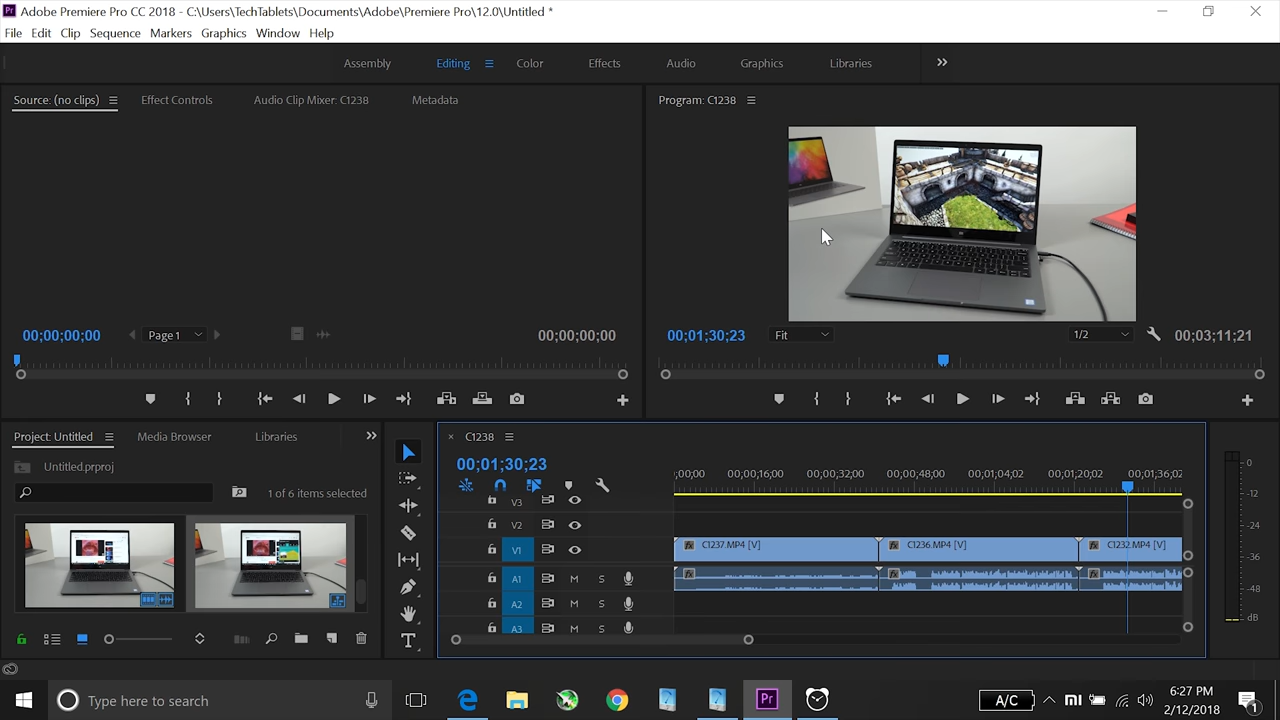 Pr Adobe Premiere Pro CC 2018 - C:\Users\TechTablets\Documents\Adobe\Premiere Pro\12.0\Untitled *
File Edit Clip Sequence Markers Graphics Window Help
Assembly Editing Color Effects Audio Graphics Libraries
Source: (no clips) Effect Controls Audio Clip Mixer: C1238 Metadata
Program: C1238
00;00;00;00 Page 1 00;00;00;00
00;01;30;23 Fit 1/2 00;03;11;21
Project: Untitled Media Browser Libraries
Untitled.prproj
1 of 6 items selected
C1238
00;01;30;23
;00;00 00;00;16;00 00;00;32;00 00;00;48;00 00;01;04;02 00;01;20;02 00;01;36;02
V3
V2
V1 C1237.MP4 [V] C1236.MP4 [V] C1232.MP4 [V]
A1 M S
A2 M S
A3 M S
0
-12
-24
-36
-48
dB
Type here to search
Pr
A/C
6:27 PM
2/12/2018
1